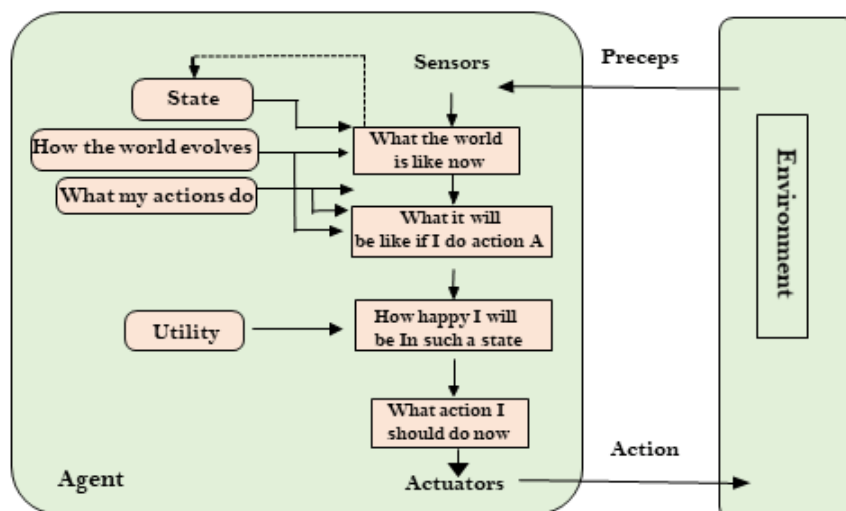 Sensors
Preceps
State
What the world
is like now
How the world evolves
What my actions do
What it will
be like if I do action A
Environment
How happy I will
be In such a state
Utility
What action I
should do now
Action
Agent
Actuators